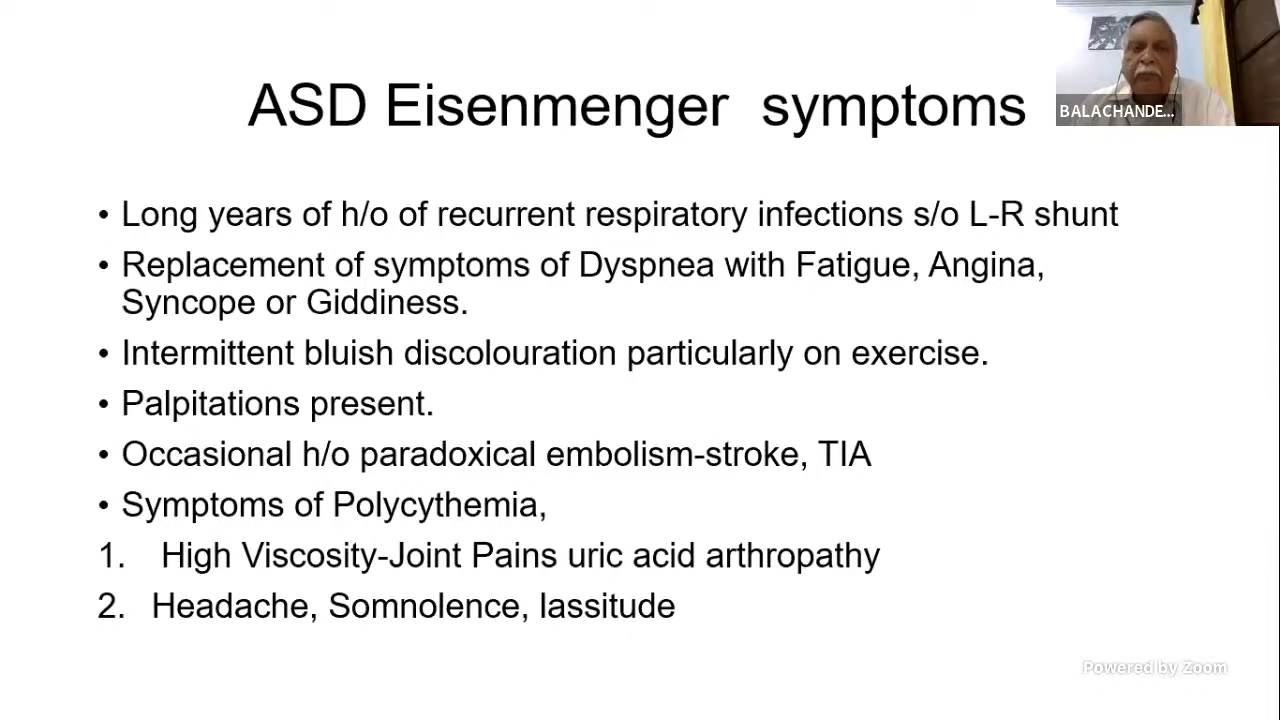 ASD Eisenmenger symptoms
BALACHANDE...
• Long years of h/o of recurrent respiratory infections s/o L-R shunt
• Replacement of symptoms of Dyspnea with Fatigue, Angina,
Syncope or Giddiness.
• Intermittent bluish discolouration particularly on exercise.
• Palpitations present.
• Occasional h/o paradoxical embolism-stroke, TIA
• Symptoms of Polycythemia,
1. High Viscosity-Joint Pains uric acid arthropathy
2. Headache, Somnolence, lassitude
Powered by Zoom